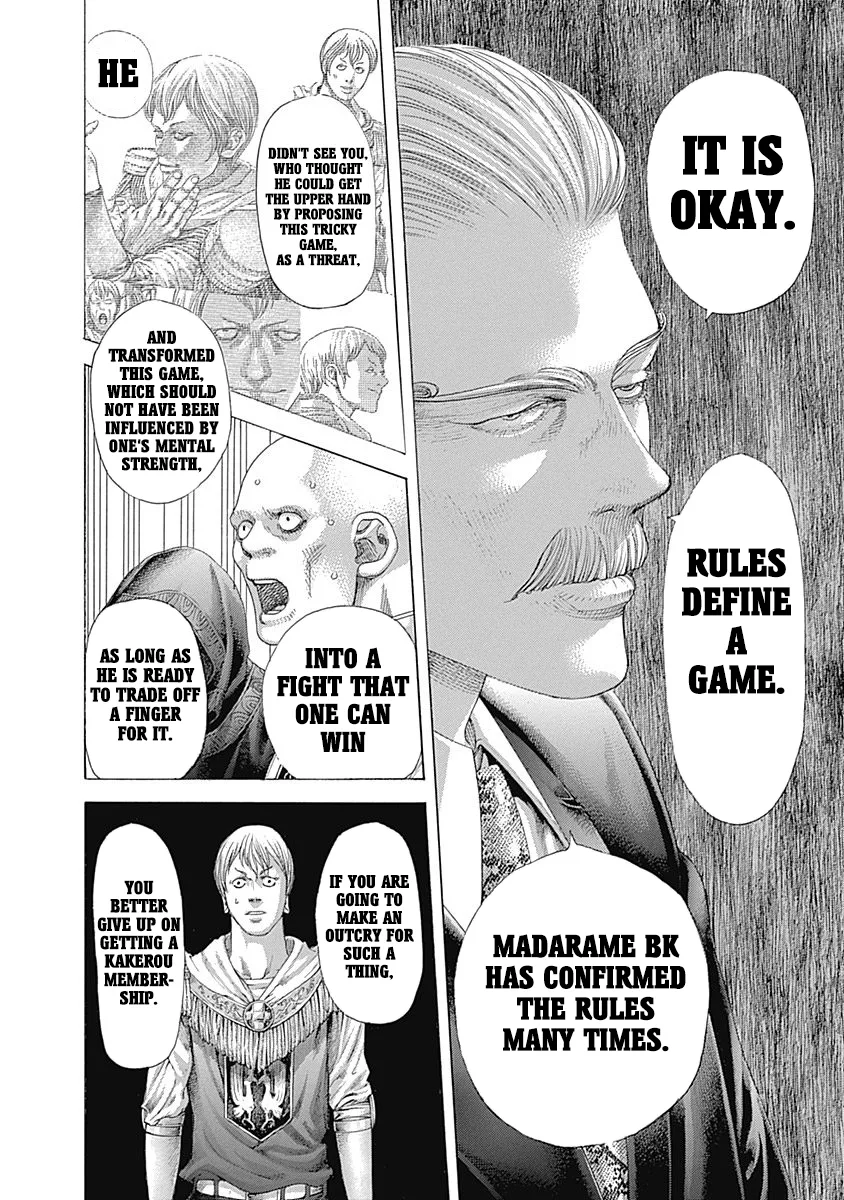 IT IS
OKAY.
RULES
DEFINE
A
GAME.
MADARAME BK
HAS CONFIRMED
THE RULES
MANY TIMES.
HE
DIDN'T SEE YOU,
WHO THOUGHT
HE COULD GET
THE UPPER HAND
BY PROPOSING
THIS TRICKY
GAME,
AS A THREAT,
AND
TRANSFORMED
THIS GAME,
WHICH SHOULD
NOT HAVE BEEN
INFLUENCED BY
ONE'S MENTAL
STRENGTH,
INTO A
FIGHT THAT
ONE CAN
WIN
AS LONG AS
HE IS READY
TO TRADE OFF
A FINGER
FOR IT.
IF YOU ARE
GOING TO
MAKE AN
OUTCRY FOR
SUCH A
THING,
YOU
BETTER
GIVE UP ON
GETTING A
KAKEROU
MEMBER-
SHIP.